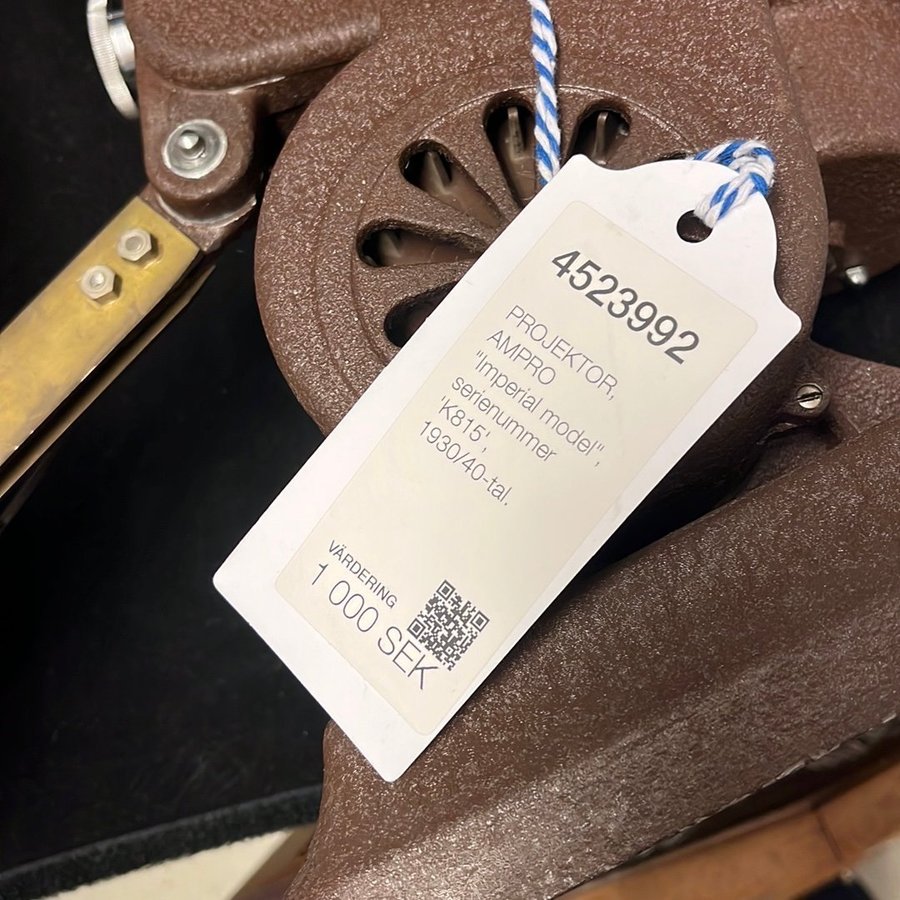 4523992
PROJEKTOR,
AMPRO
"Imperial model",
serienummer
'K815',
1930/40-tal.
VÄRDERING
1 000 SEK